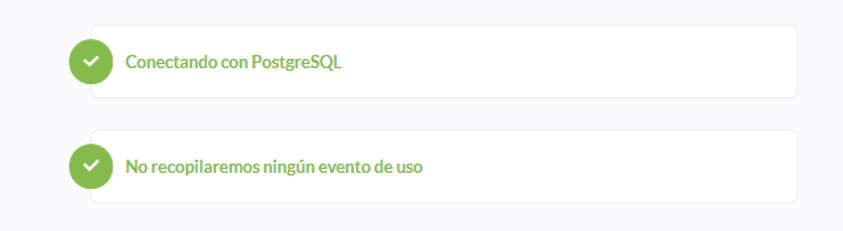 Conectando con PostgreSQL
No recopilaremos ningún evento de uso